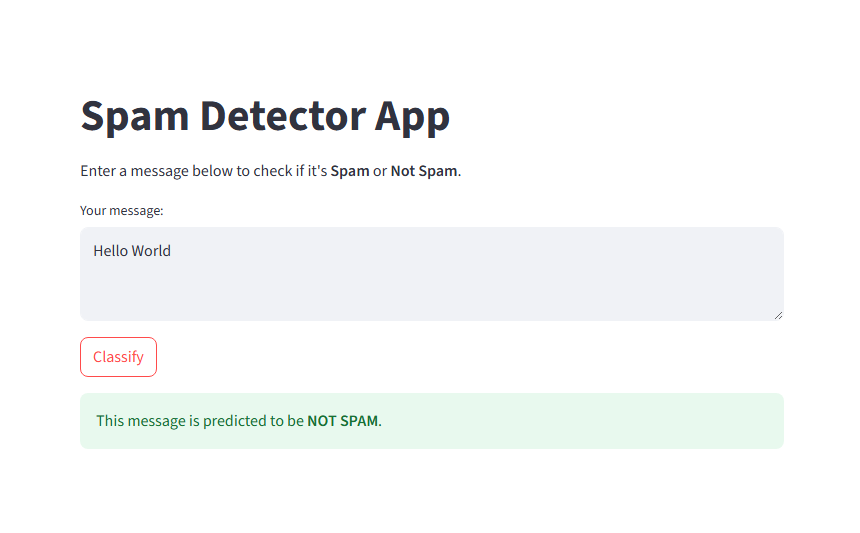 Spam Detector App
Enter a message below to check if it's Spam or Not Spam.
Your message:
Hello World
Classify
This message is predicted to be NOT SPAM.